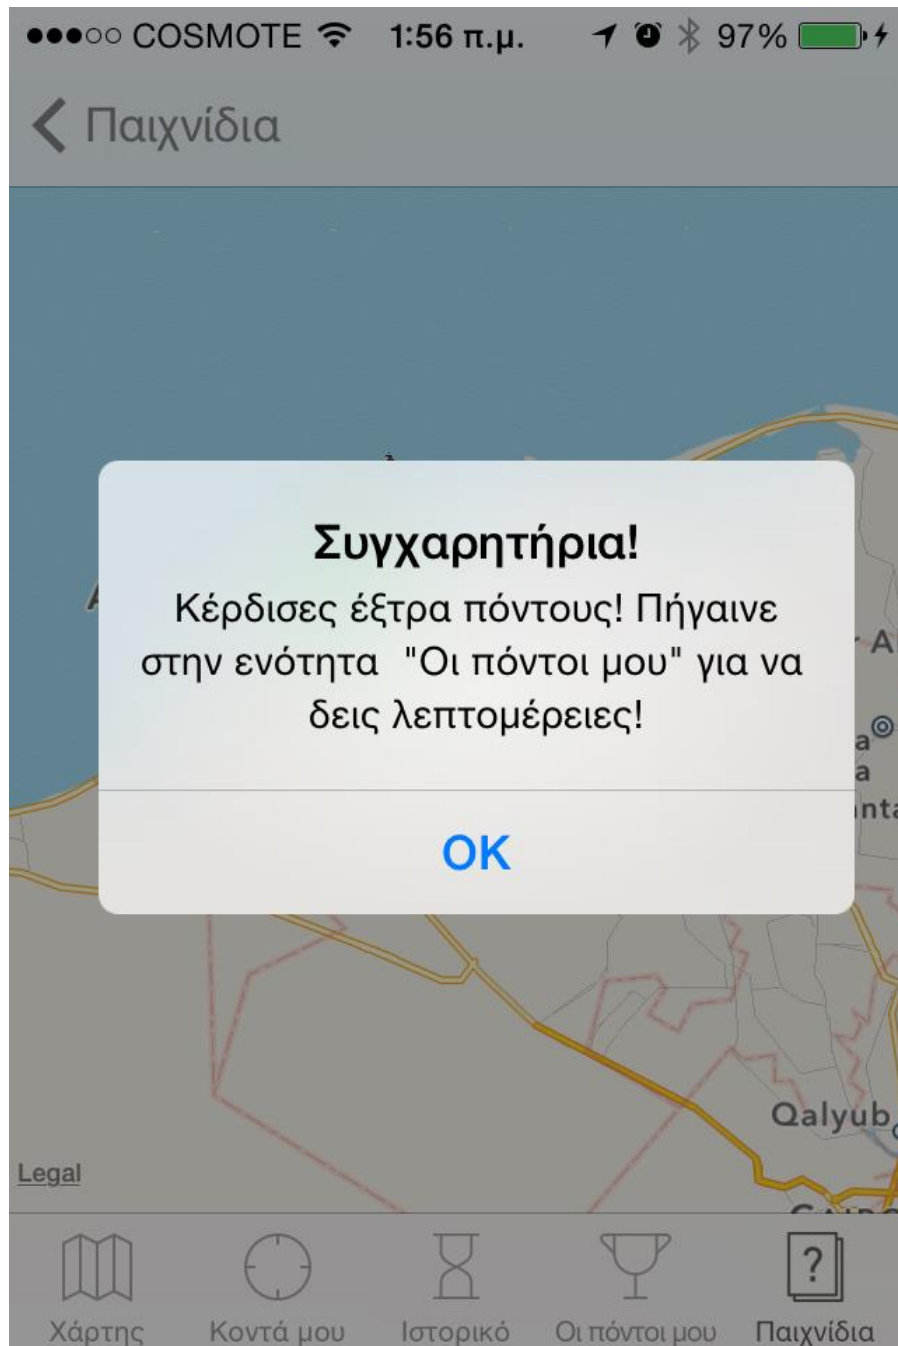 COSMOTE 1:56 π.μ. 97%
Παιχνίδια
Συγχαρητήρια!
Κέρδισες έξτρα πόντους! Πήγαινε
στην ενότητα "Οι πόντοι μου" για να
δεις λεπτομέρειες!
OK
Qalyub
Legal
Χάρτης Κοντά μου Ιστορικό Οι πόντοι μου Παιχνίδια